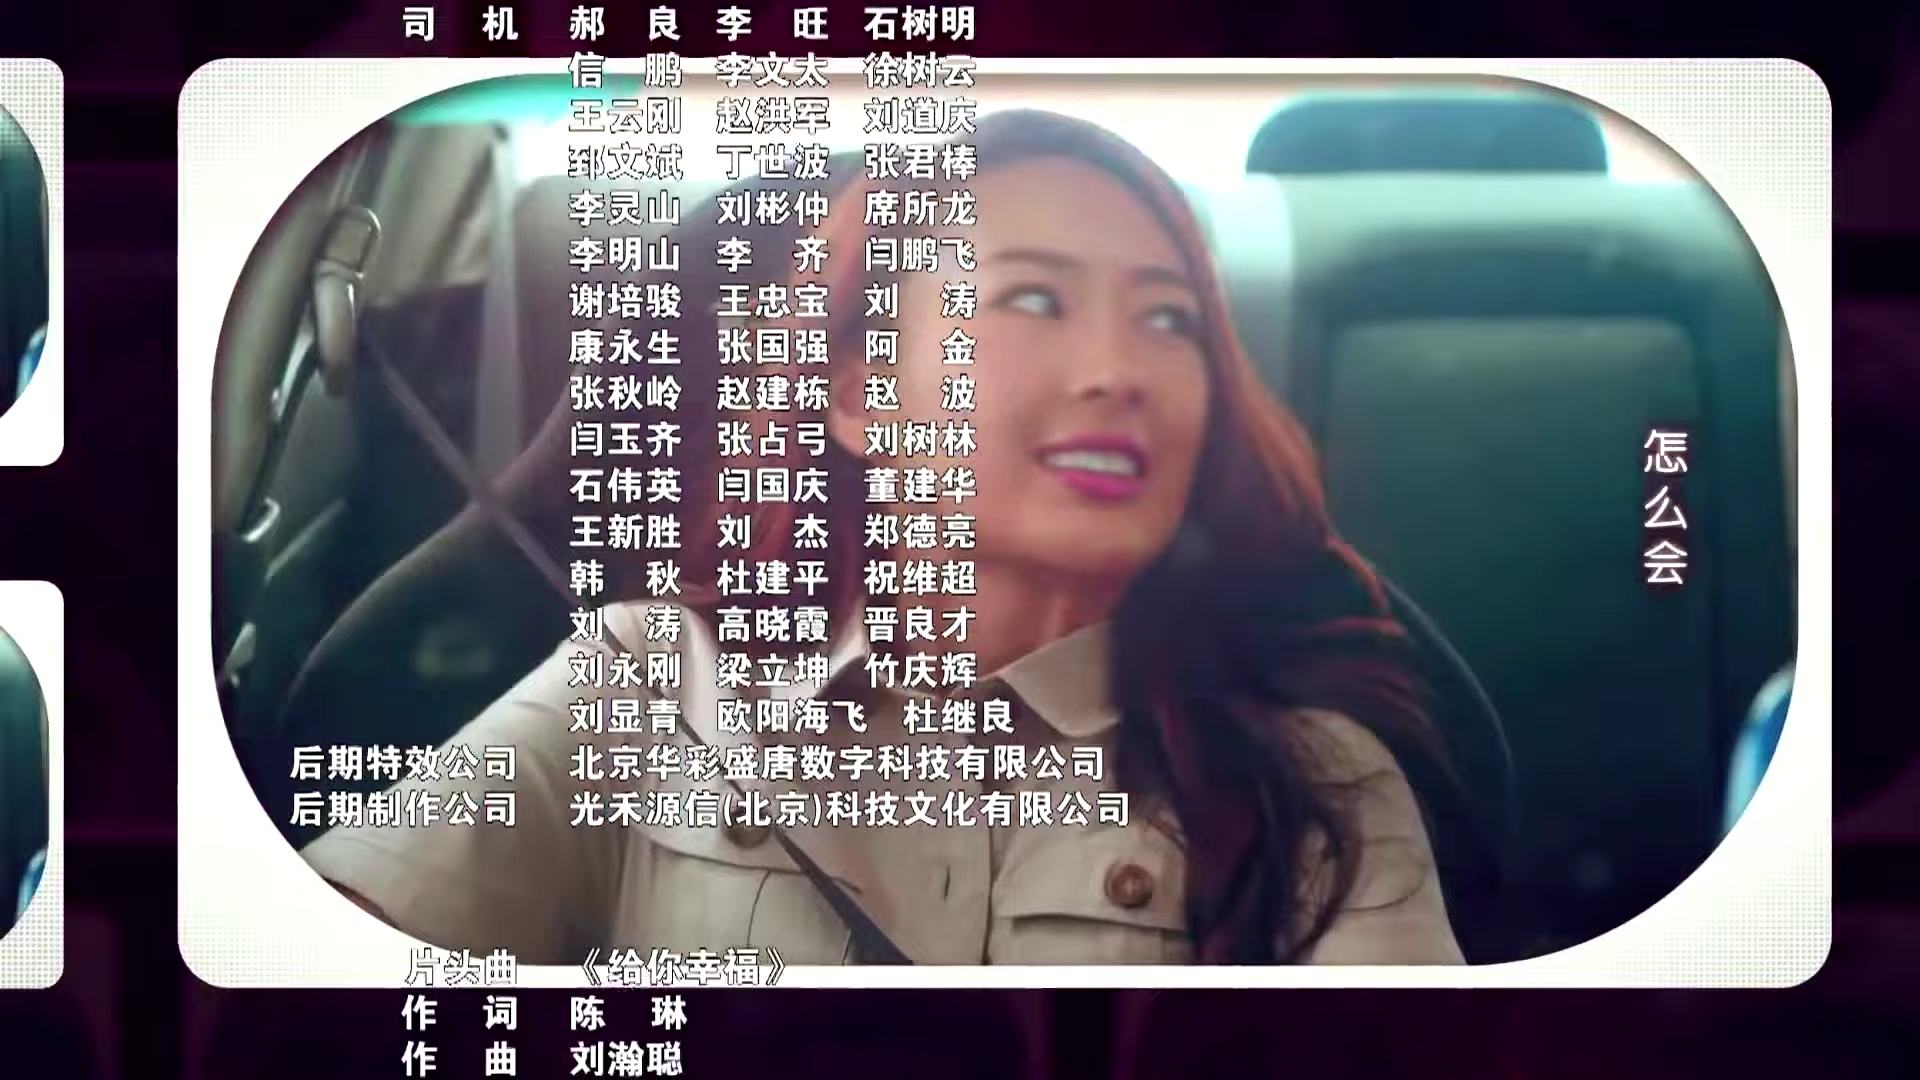 司 机 郝 良 李 旺 石树明
信 鹏 李文太 徐树云
王云刚 赵洪军 刘道庆
郅文斌 丁世波 张君棒
李灵山 刘彬仲 席所龙
李明山 李 齐 闫鹏飞
谢培骏 王忠宝 刘 涛
康永生 张国强 阿 金
张秋岭 赵建栋 赵 波
闫玉齐 张占弓 刘树林
石伟英 闫国庆 董建华
王新胜 刘 杰 郑德亮
韩 秋 杜建平 祝维超
刘 涛 高晓霞 晋良才
刘永刚 梁立坤 竹庆辉
刘显青 欧阳海飞 杜继良
后期特效公司 北京华彩盛唐数字科技有限公司
后期制作公司 光禾源信(北京)科技文化有限公司
片头曲 《给你幸福》
作 词 陈 琳
作 曲 刘瀚聪
怎么会